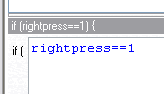 if (rightpress==1) {
if ( rightpress==1